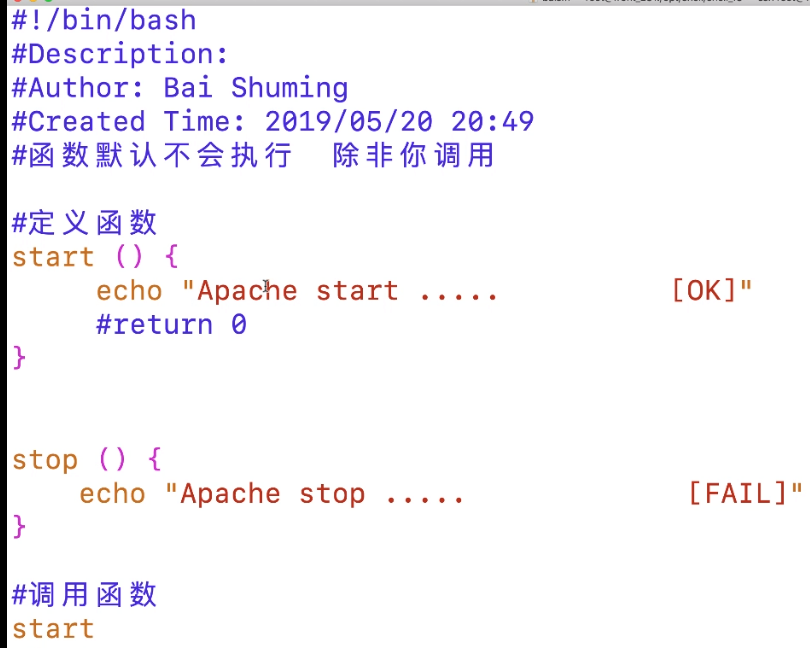 #!/bin/bash
#Description:
#Author: Bai Shuming
#Created Time: 2019/05/20 20:49
#函数默认不会执行  除非你调用
#定义函数
start () {
     echo "Apache start .....          [OK]"
     #return 0
}
stop () {
    echo "Apache stop .....             [FAIL]"
}
#调用函数
start